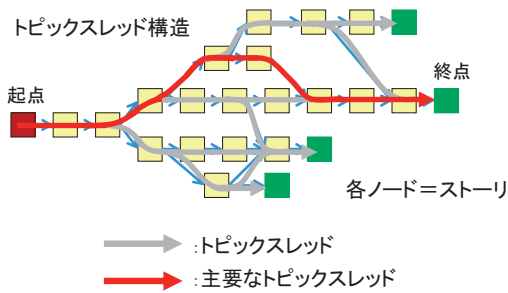 トピックスレッド構造
起点
終点
各ノード＝ストーリ
:トピックスレッド
:主要なトピックスレッド